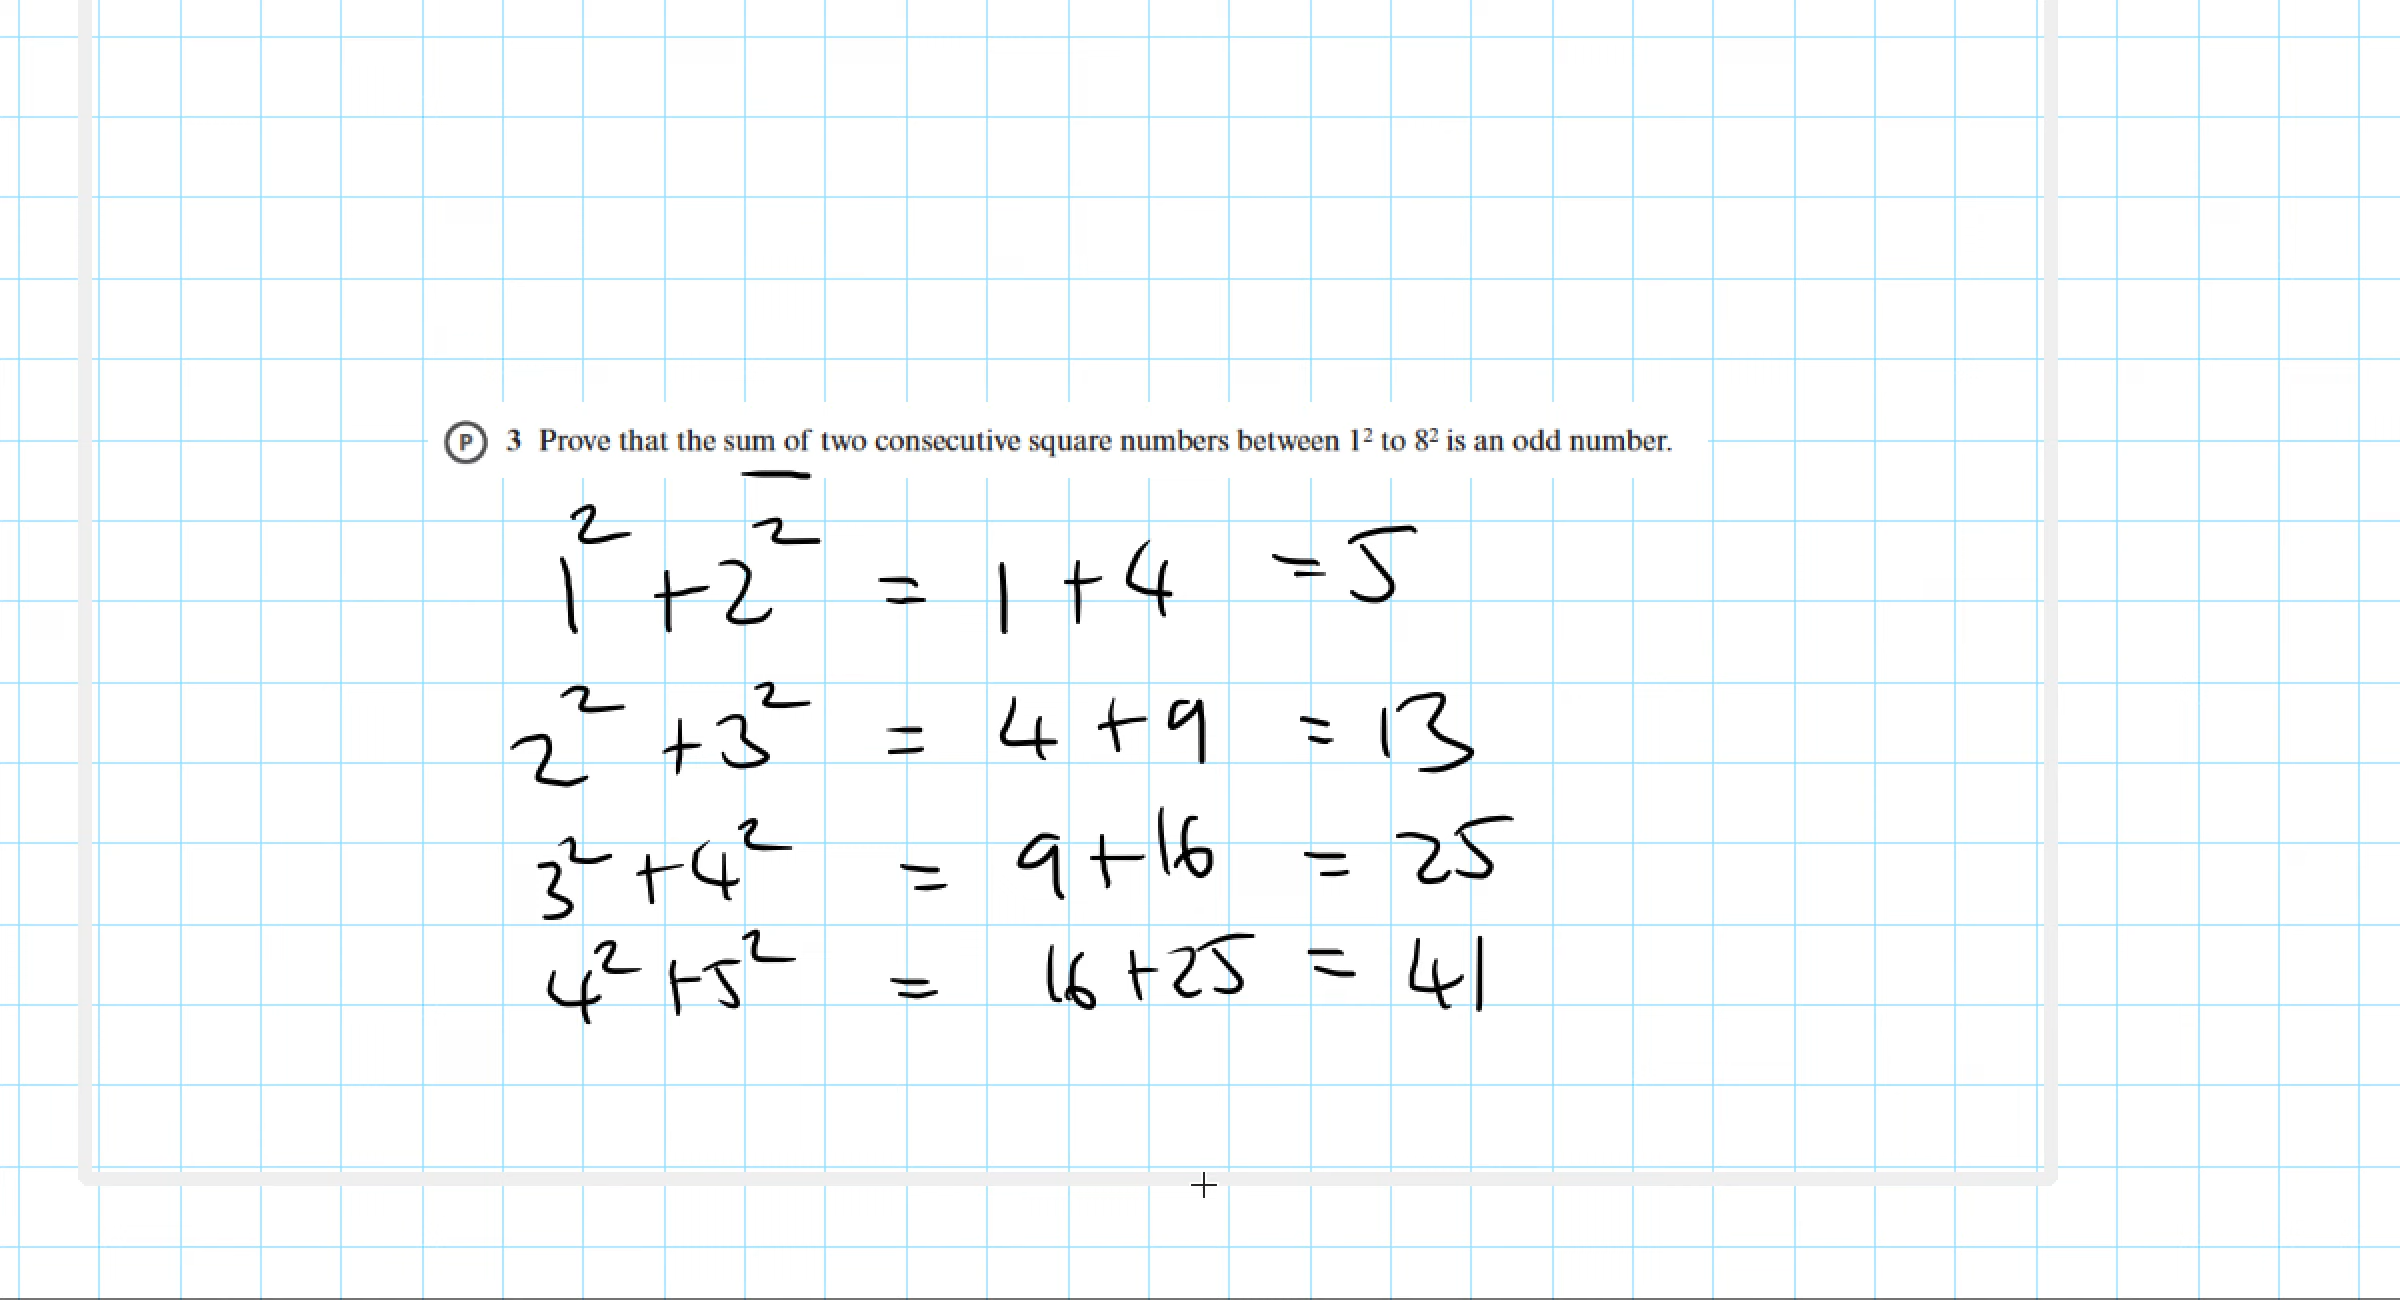 P 3 Prove that the sum of two consecutive square numbers between 1² to 8² is an odd number.
1² + 2² = 1 + 4 = 5
2² + 3² = 4 + 9 = 13
3² + 4² = 9 + 16 = 25
4² + 5² = 16 + 25 = 41